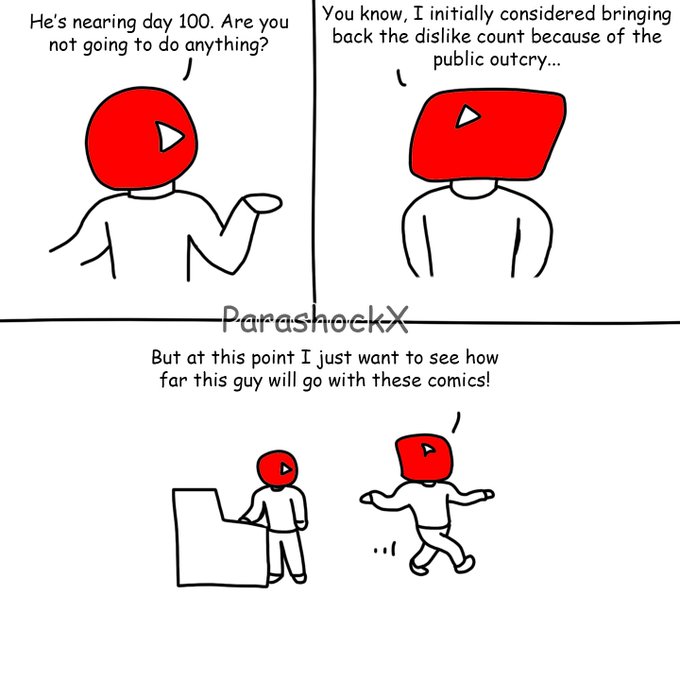 He's nearing day 100. Are you
not going to do anything?
You know, I initially considered bringing
back the dislike count because of the
public outcry...
ParashockX
But at this point I just want to see how
far this guy will go with these comics!